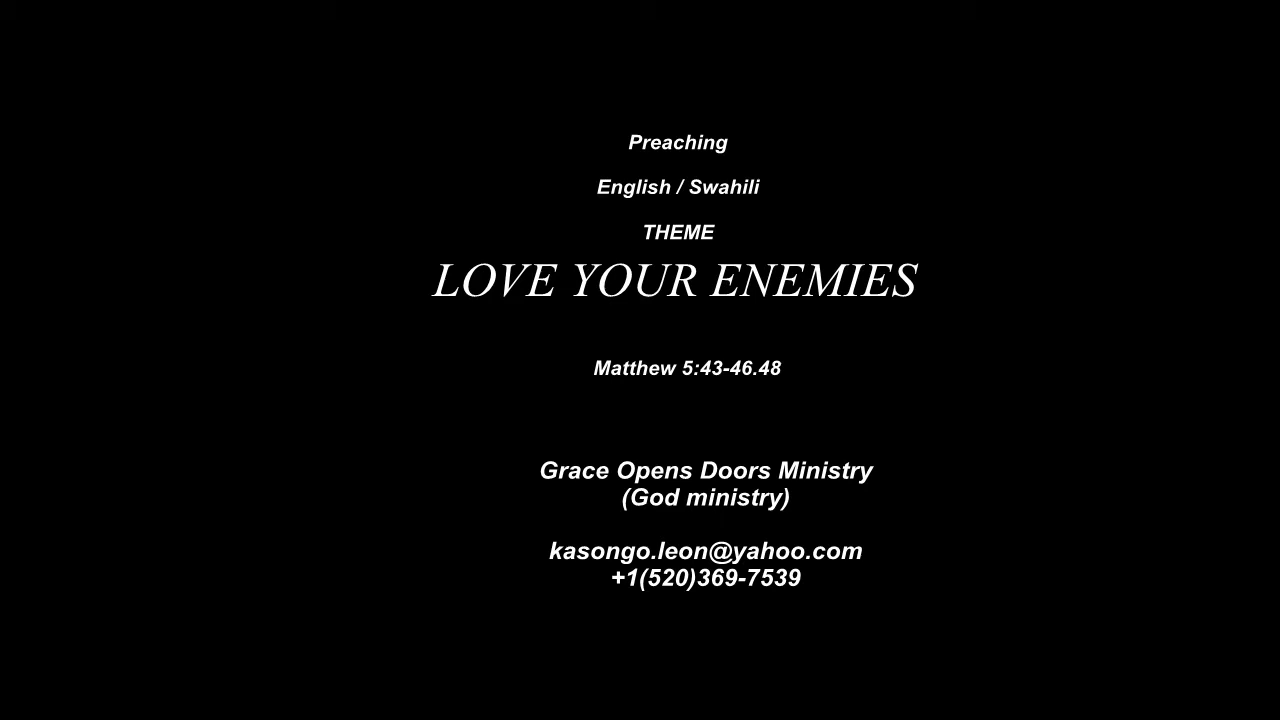 Preaching
English / Swahili
THEME
LOVE YOUR ENEMIES
Matthew 5:43-46.48
Grace Opens Doors Ministry
(God ministry)
kasongo.leon@yahoo.com
+1(520)369-7539